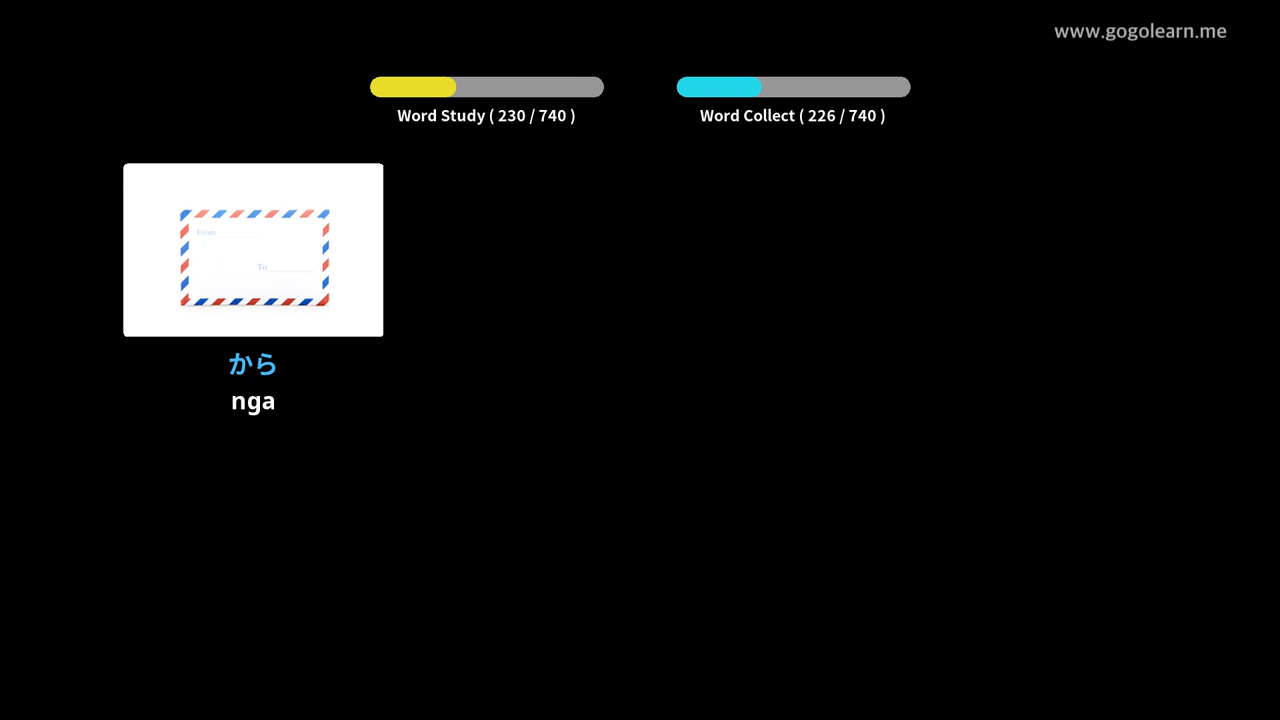 www.gogolearn.me
Word Study ( 230 / 740 )
Word Collect ( 226 / 740 )
From
To
から
nga